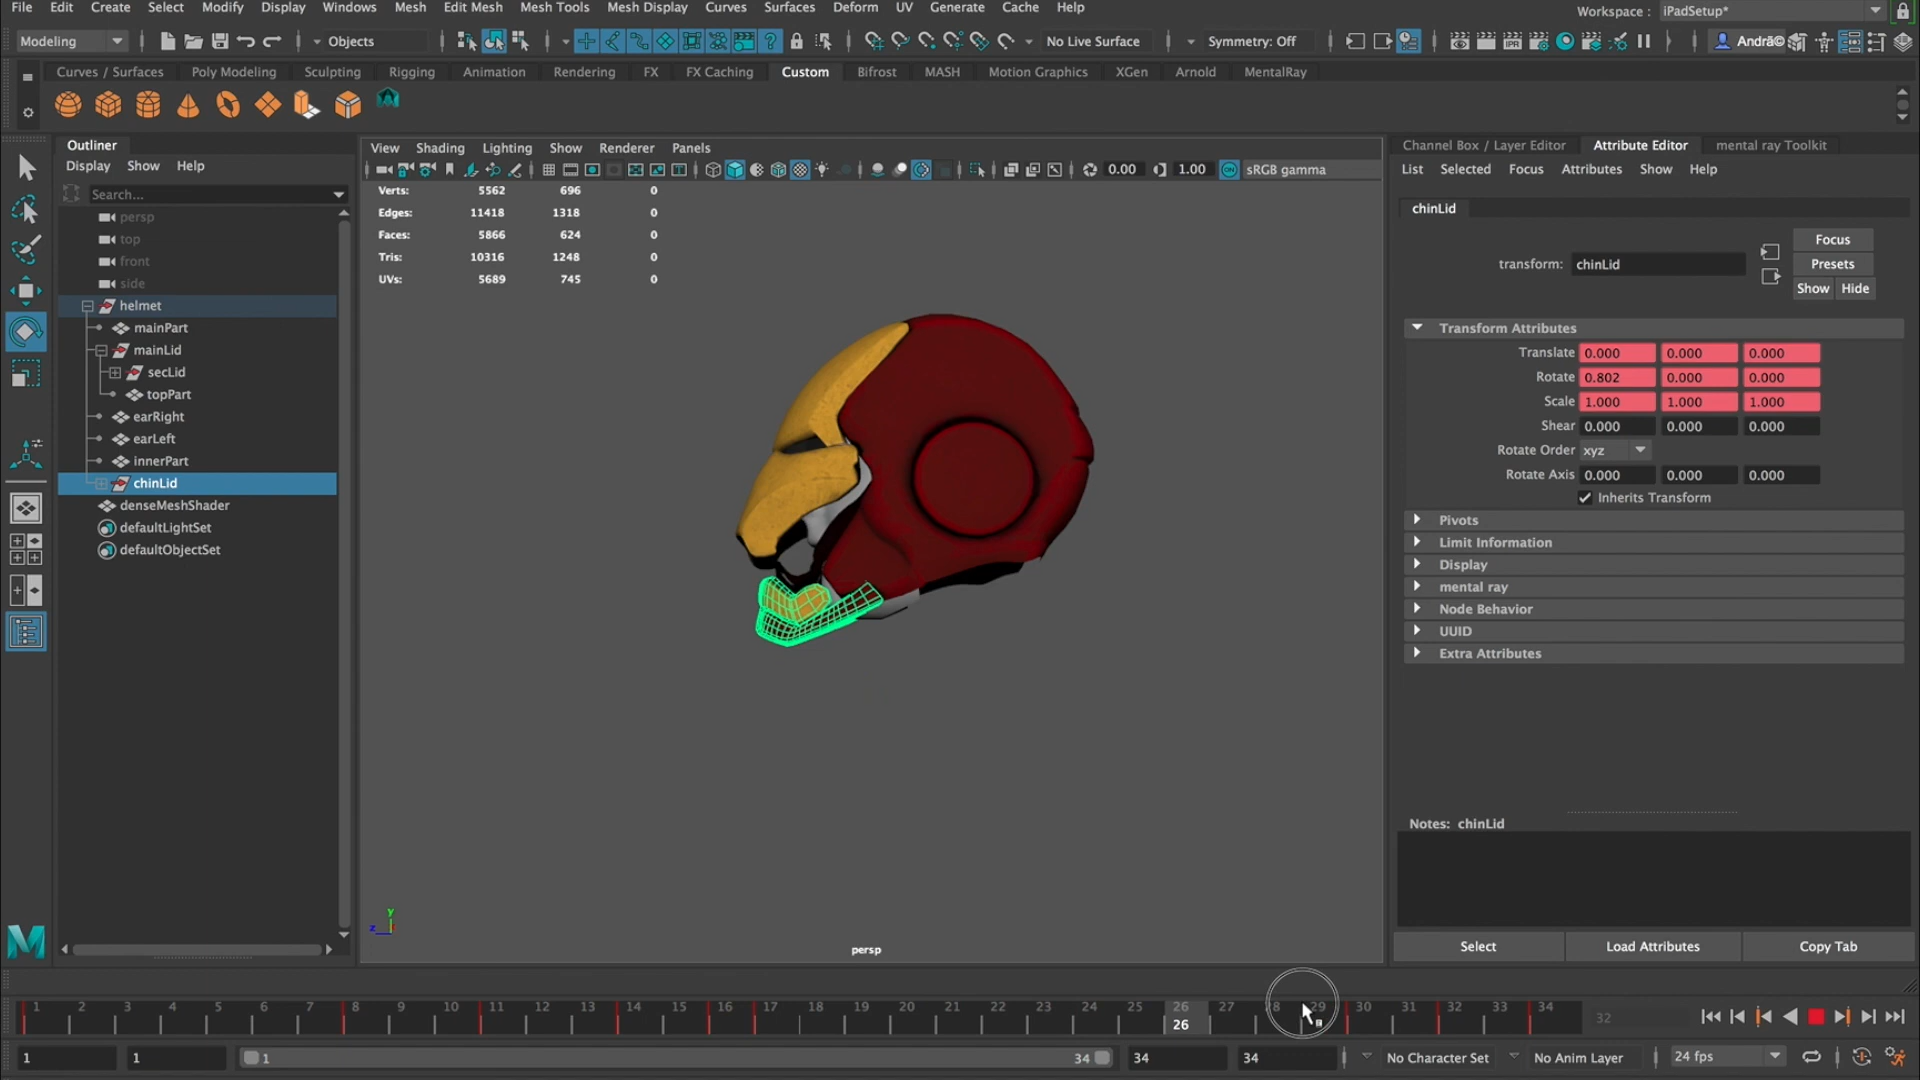 File Edit Create Select Modify Display Windows Mesh Edit Mesh Mesh Tools Mesh Display Curves Surfaces Deform UV Generate Cache Help
Workspace : iPadSetup*
Modeling Objects No Live Surface Symmetry: Off Andrã©
Curves / Surfaces Poly Modeling Sculpting Rigging Animation Rendering FX FX Caching Custom Bifrost MASH Motion Graphics XGen Arnold MentalRay
Outliner
Display Show Help
Search...
persp
top
front
side
helmet
mainPart
mainLid
secLid
topPart
earRight
earLeft
innerPart
chinLid
denseMeshShader
defaultLightSet
defaultObjectSet
View Shading Lighting Show Renderer Panels
0.00 1.00 sRGB gamma
Verts: 5562 696 0
Edges: 11418 1318 0
Faces: 5866 624 0
Tris: 10316 1248 0
UVs: 5689 745 0
y
z
persp
Channel Box / Layer Editor Attribute Editor mental ray Toolkit
List Selected Focus Attributes Show Help
chinLid
transform: chinLid
Focus
Presets
Show Hide
Transform Attributes
Translate 0.000 0.000 0.000
Rotate 0.802 0.000 0.000
Scale 1.000 1.000 1.000
Shear 0.000 0.000 0.000
Rotate Order xyz
Rotate Axis 0.000 0.000 0.000
Inherits Transform
Pivots
Limit Information
Display
mental ray
Node Behavior
UUID
Extra Attributes
Notes: chinLid
Select Load Attributes Copy Tab
1 2 3 4 5 6 7 8 9 10 11 12 13 14 15 16 17 18 19 20 21 22 23 24 25 26 27 28 29 30 31 32 33 34
26
32
1 1 1 34 34 34 No Character Set No Anim Layer 24 fps